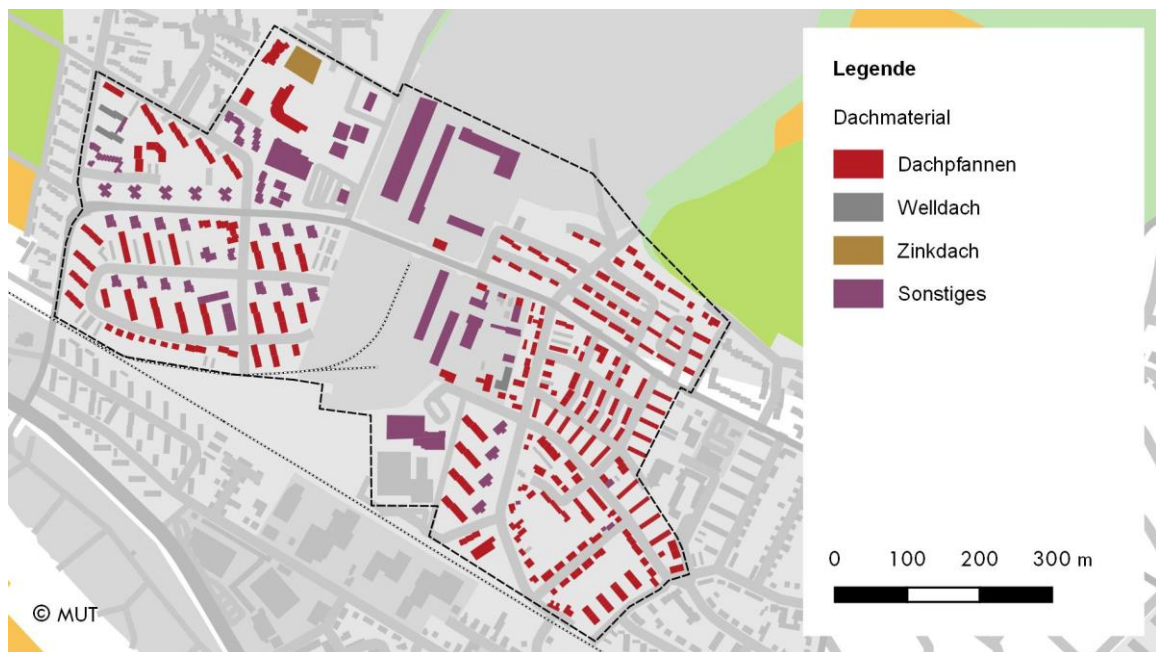 Legende
Dachmaterial
Dachpfannen
Welldach
Zinkdach
Sonstiges
0 100 200 300 m
© MUT